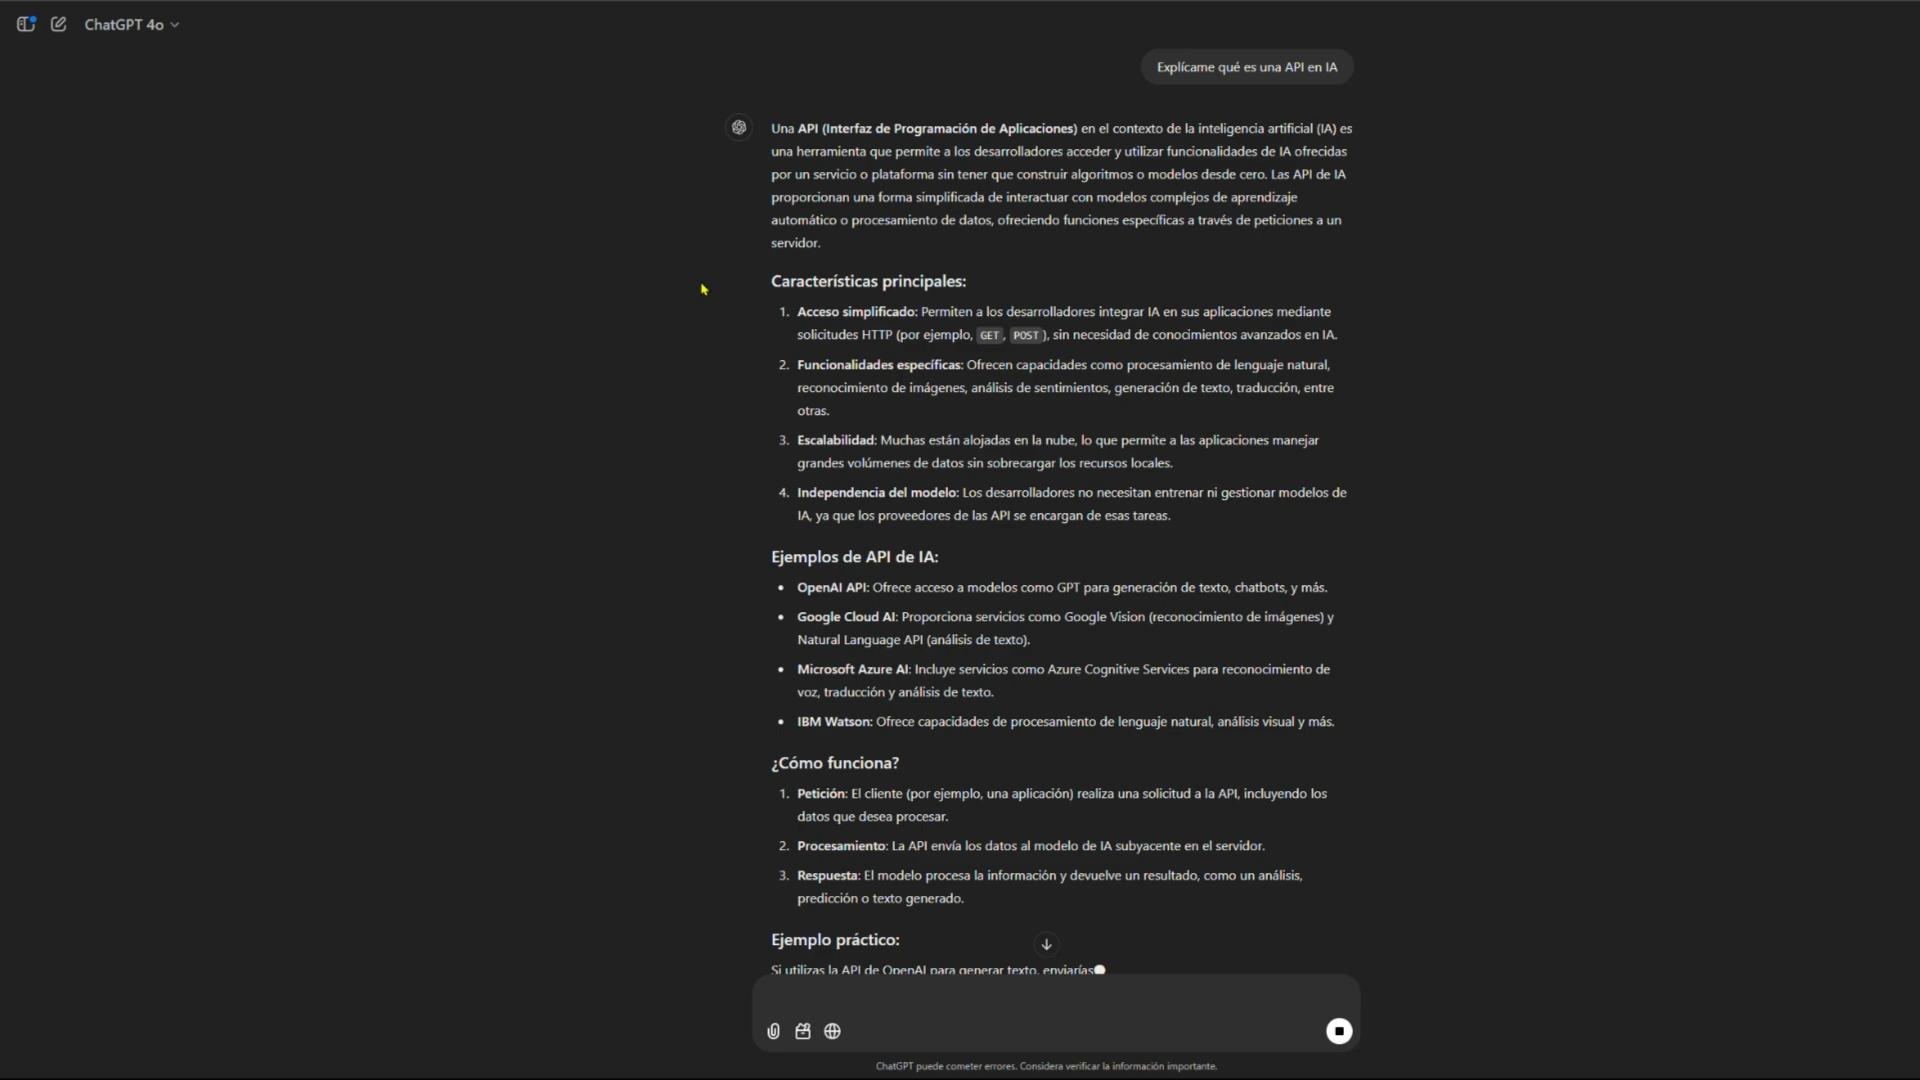 ChatGPT 4o
Explícame qué es una API en IA
Una API (Interfaz de Programación de Aplicaciones) en el contexto de la inteligencia artificial (IA) es
una herramienta que permite a los desarrolladores acceder y utilizar funcionalidades de IA ofrecidas
por un servicio o plataforma sin tener que construir algoritmos o modelos desde cero. Las API de IA
proporcionan una forma simplificada de interactuar con modelos complejos de aprendizaje
automático o procesamiento de datos, ofreciendo funciones específicas a través de peticiones a un
servidor.
Características principales:
1. Acceso simplificado: Permiten a los desarrolladores integrar IA en sus aplicaciones mediante
solicitudes HTTP (por ejemplo, GET, POST), sin necesidad de conocimientos avanzados en IA.
2. Funcionalidades específicas: Ofrecen capacidades como procesamiento de lenguaje natural,
reconocimiento de imágenes, análisis de sentimientos, generación de texto, traducción, entre
otras.
3. Escalabilidad: Muchas están alojadas en la nube, lo que permite a las aplicaciones manejar
grandes volúmenes de datos sin sobrecargar los recursos locales.
4. Independencia del modelo: Los desarrolladores no necesitan entrenar ni gestionar modelos de
IA, ya que los proveedores de las API se encargan de esas tareas.
Ejemplos de API de IA:
• OpenAI API: Ofrece acceso a modelos como GPT para generación de texto, chatbots, y más.
• Google Cloud AI: Proporciona servicios como Google Vision (reconocimiento de imágenes) y
Natural Language API (análisis de texto).
• Microsoft Azure AI: Incluye servicios como Azure Cognitive Services para reconocimiento de
voz, traducción y análisis de texto.
• IBM Watson: Ofrece capacidades de procesamiento de lenguaje natural, análisis visual y más.
¿Cómo funciona?
1. Petición: El cliente (por ejemplo, una aplicación) realiza una solicitud a la API, incluyendo los
datos que desea procesar.
2. Procesamiento: La API envía los datos al modelo de IA subyacente en el servidor.
3. Respuesta: El modelo procesa la información y devuelve un resultado, como un análisis,
predicción o texto generado.
Ejemplo práctico:
Si utilizas la API de OpenAI para generar texto, enviarías
ChatGPT puede cometer errores. Considera verificar la información importante.